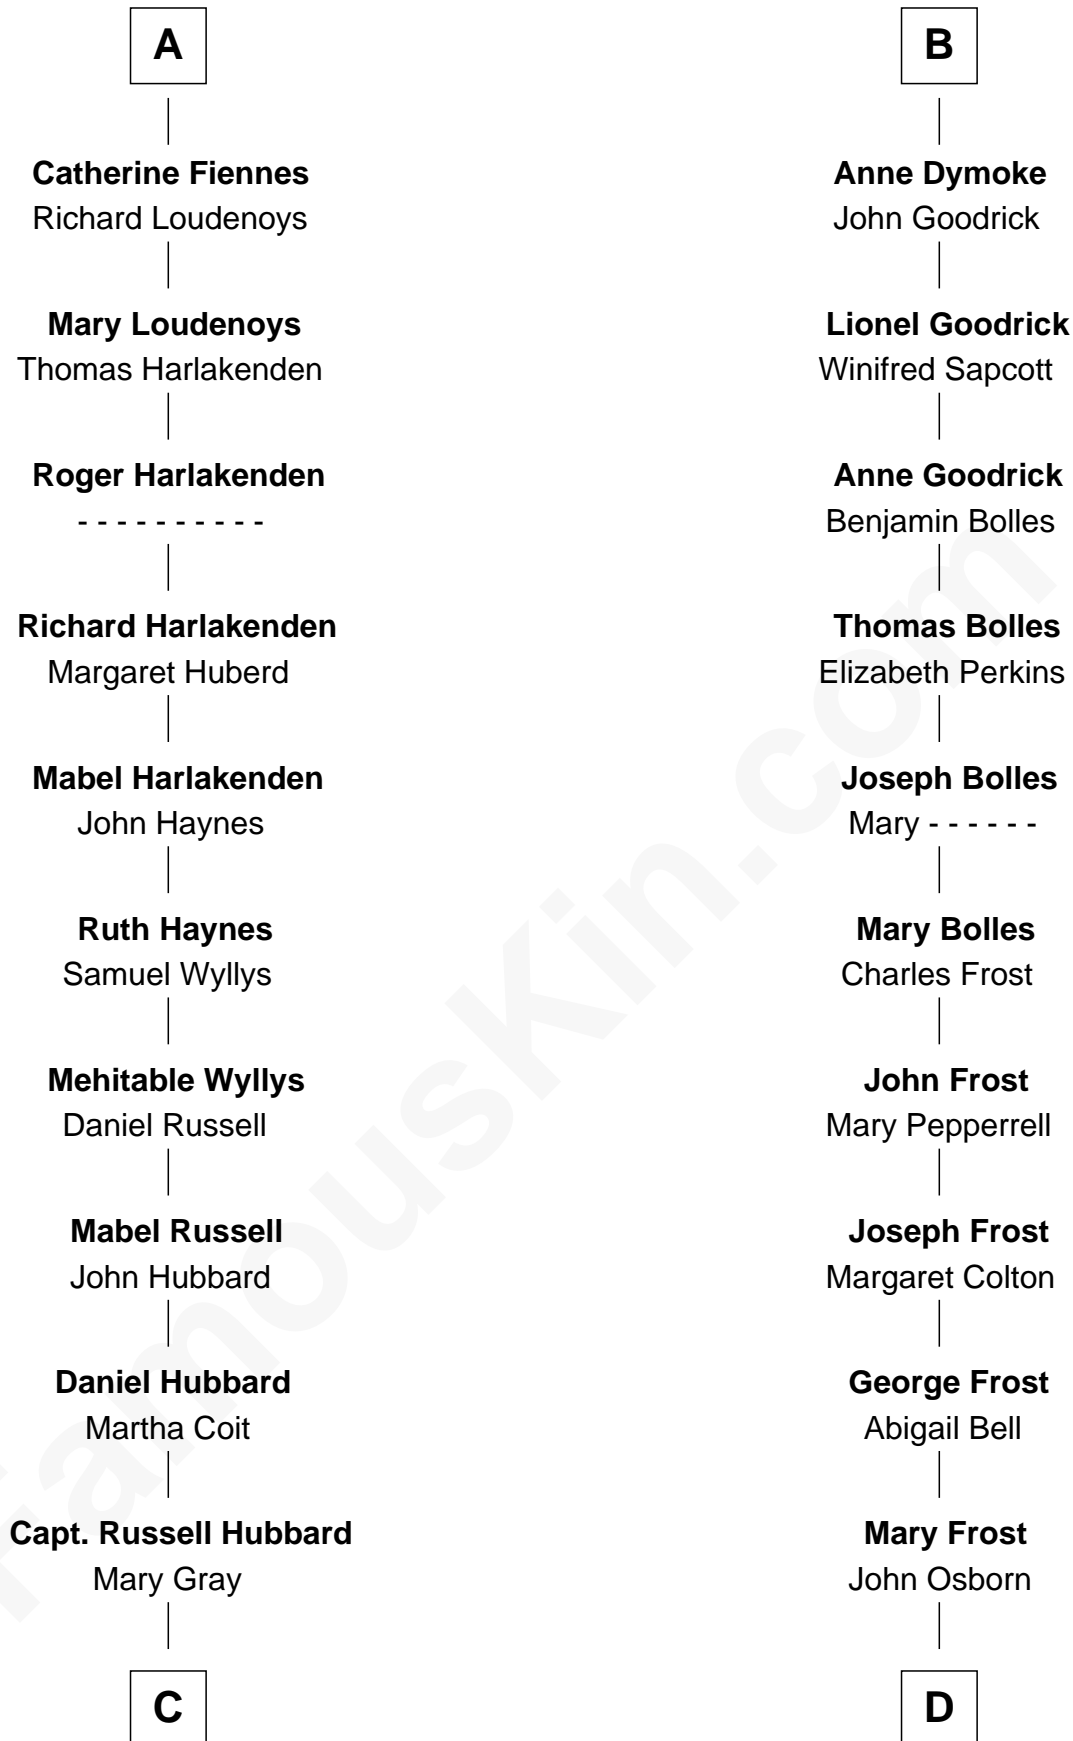 A
Catherine Fiennes
Richard Loudenoys
Mary Loudenoys
Thomas Harlakenden
Roger Harlakenden
- - - - - - - - - -
Richard Harlakenden
Margaret Huberd
Mabel Harlakenden
John Haynes
Ruth Haynes
Samuel Wyllys
Mehitable Wyllys
Daniel Russell
Mabel Russell
John Hubbard
Daniel Hubbard
Martha Coit
Capt. Russell Hubbard
Mary Gray
C
B
Anne Dymoke
John Goodrick
Lionel Goodrick
Winifred Sapcott
Anne Goodrick
Benjamin Bolles
Thomas Bolles
Elizabeth Perkins
Joseph Bolles
Mary - - - - - -
Mary Bolles
Charles Frost
John Frost
Mary Pepperrell
Joseph Frost
Margaret Colton
George Frost
Abigail Bell
Mary Frost
John Osborn
D
FamousKin.com